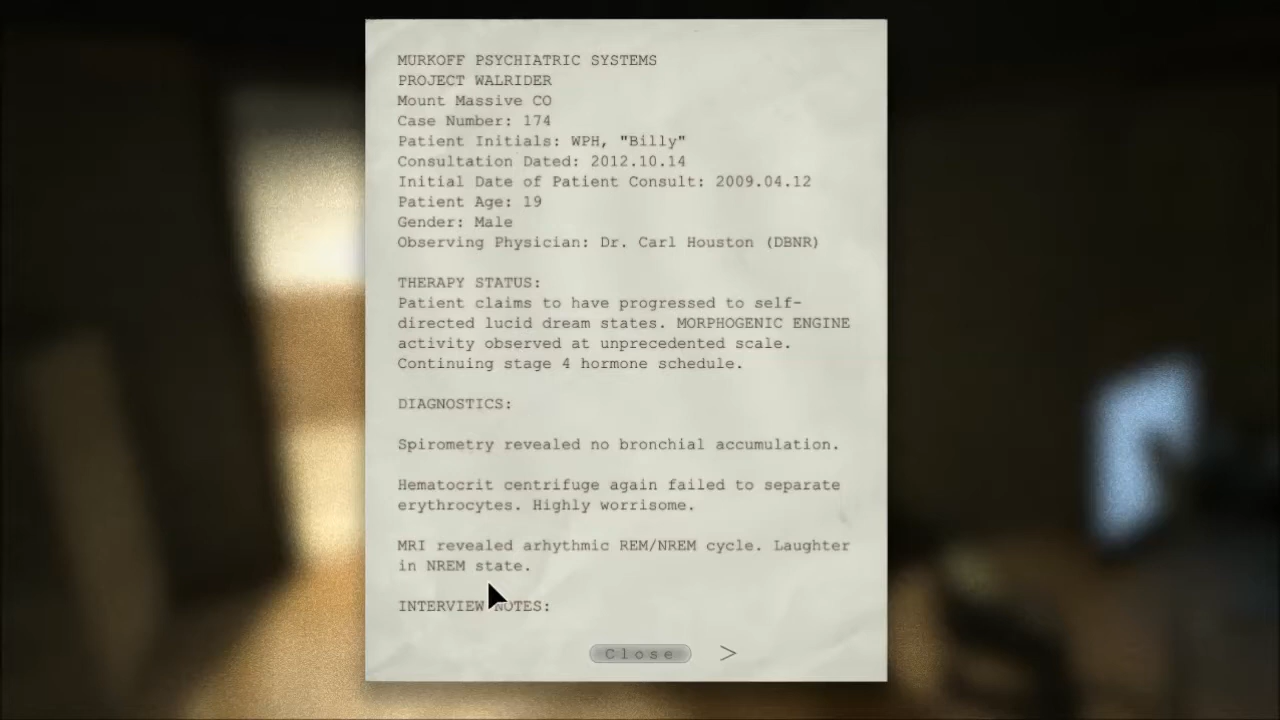 MURKOFF PSYCHIATRIC SYSTEMS
PROJECT WALRIDER
Mount Massive CO
Case Number: 174
Patient Initials: WPH, "Billy"
Consultation Dated: 2012.10.14
Initial Date of Patient Consult: 2009.04.12
Patient Age: 19
Gender: Male
Observing Physician: Dr. Carl Houston (DBNR)
THERAPY STATUS:
Patient claims to have progressed to self-
directed lucid dream states. MORPHOGENIC ENGINE
activity observed at unprecedented scale.
Continuing stage 4 hormone schedule.
DIAGNOSTICS:
Spirometry revealed no bronchial accumulation.
Hematocrit centrifuge again failed to separate
erythrocytes. Highly worrisome.
MRI revealed arhythmic REM/NREM cycle. Laughter
in NREM state.
INTERVIEW NOTES:
Close >